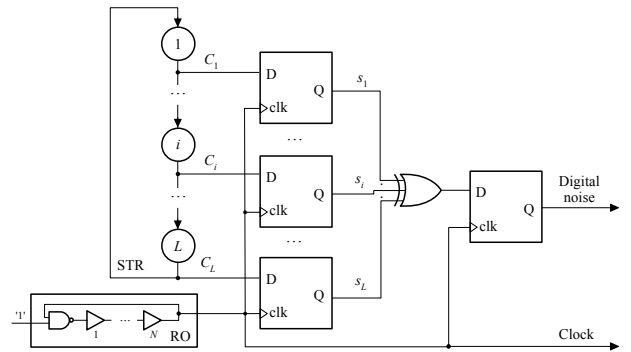 1
C1
D
Q
clk
s1
...
...
...
i
Ci
D
Q
clk
si
D
Q
clk
Digital
noise
...
...
L
CL
STR
D
Q
clk
sL
'1'
1
...
N
RO
Clock